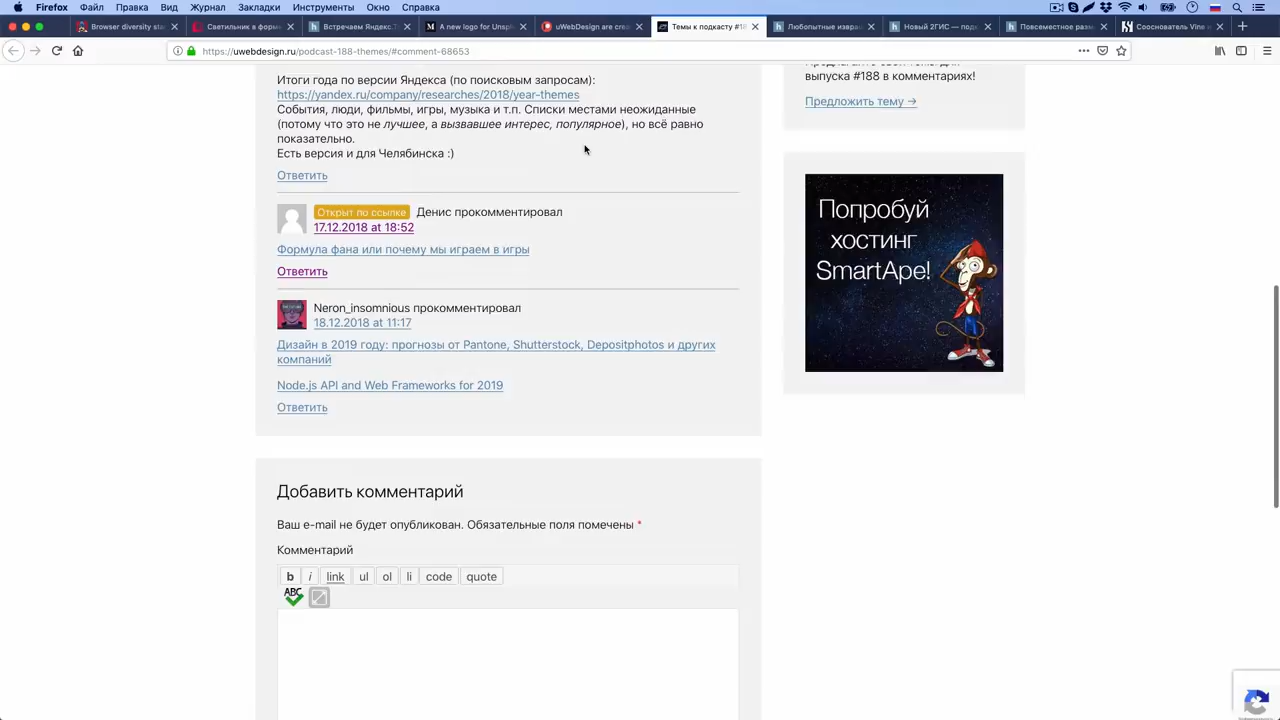 Firefox Файл Правка Вид Журнал Закладки Инструменты Окно Справка
Browser diversity sta
Светильник в форм
Встречаем Яндекс.Т
A new logo for Unspl
uWebDesign are crea
Темы к подкасту #18
Любопытные извра
Новый 2ГИС — под
Повсеместное раз
Сооснователь Vine и
https://uwebdesign.ru/podcast-188-themes/#comment-68653
Итоги года по версии Яндекса (по поисковым запросам):
https://yandex.ru/company/researches/2018/year-themes
События, люди, фильмы, игры, музыка и т.п. Списки местами неожиданные
(потому что это не лучшее, а вызвавшее интерес, популярное), но всё равно
показательно.
Есть версия и для Челябинска :)
Ответить
Открыт по ссылке Денис прокомментировал
17.12.2018 at 18:52
Формула фана или почему мы играем в игры
Ответить
Neron_insomnious прокомментировал
18.12.2018 at 11:17
Дизайн в 2019 году: прогнозы от Pantone, Shutterstock, Depositphotos и других
компаний
Node.js API and Web Frameworks for 2019
Ответить
Добавить комментарий
Ваш e-mail не будет опубликован. Обязательные поля помечены *
Комментарий
b i link ul ol li code quote
ABC
выпуска #188 в комментариях!
Предложить тему →
Попробуй
хостинг
SmartApe!